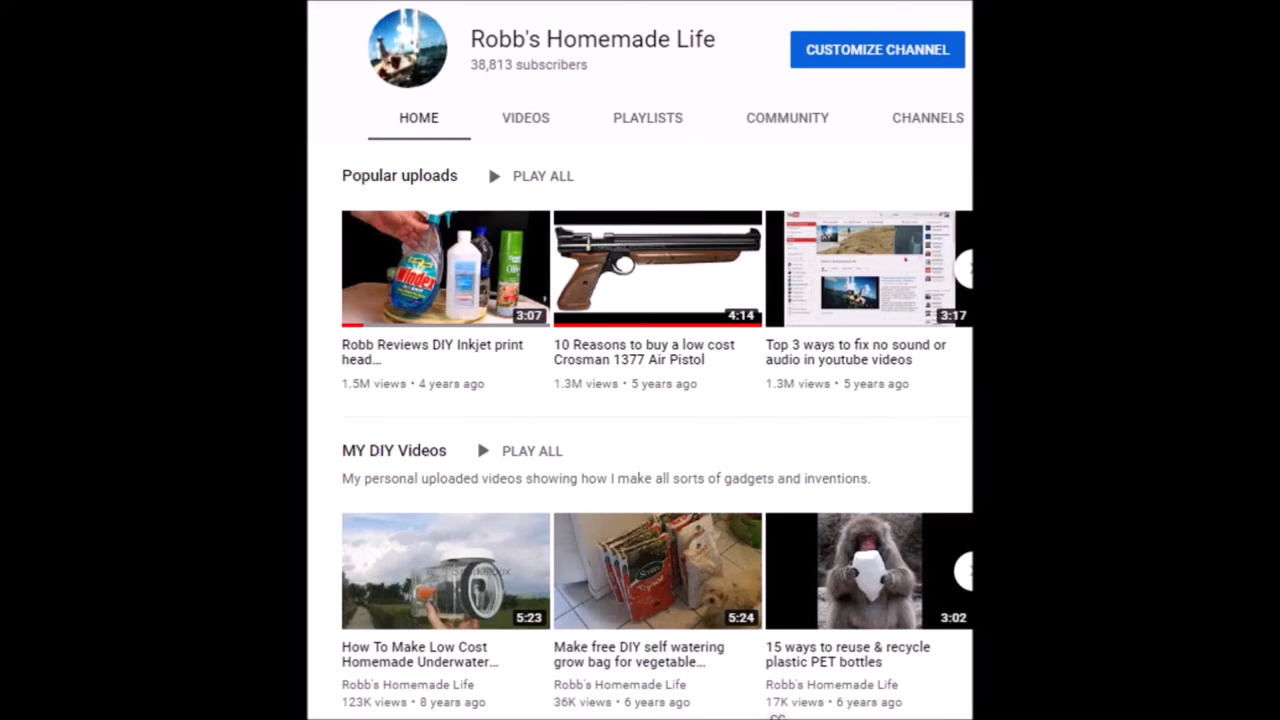 Robb's Homemade Life
38,813 subscribers
CUSTOMIZE CHANNEL
HOME VIDEOS PLAYLISTS COMMUNITY CHANNELS
Popular uploads PLAY ALL
Windex
3:07 4:14 3:17
Robb Reviews DIY Inkjet print
head...
1.5M views • 4 years ago
10 Reasons to buy a low cost
Crosman 1377 Air Pistol
1.3M views • 5 years ago
Top 3 ways to fix no sound or
audio in youtube videos
1.3M views • 5 years ago
MY DIY Videos PLAY ALL
My personal uploaded videos showing how I make all sorts of gadgets and inventions.
Scotts
Topsoil
5:23 5:24 3:02
How To Make Low Cost
Homemade Underwater...
Robb's Homemade Life
123K views • 8 years ago
Make free DIY self watering
grow bag for vegetable...
Robb's Homemade Life
36K views • 6 years ago
15 ways to reuse & recycle
plastic PET bottles
Robb's Homemade Life
17K views • 6 years ago